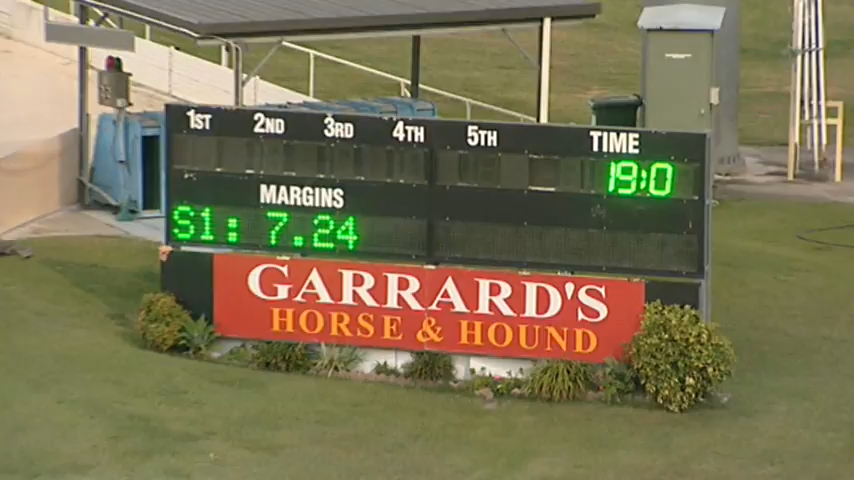 1ST 2ND 3RD 4TH 5TH TIME
19:0
MARGINS
S1: 7.24
GARRARD'S
HORSE & HOUND